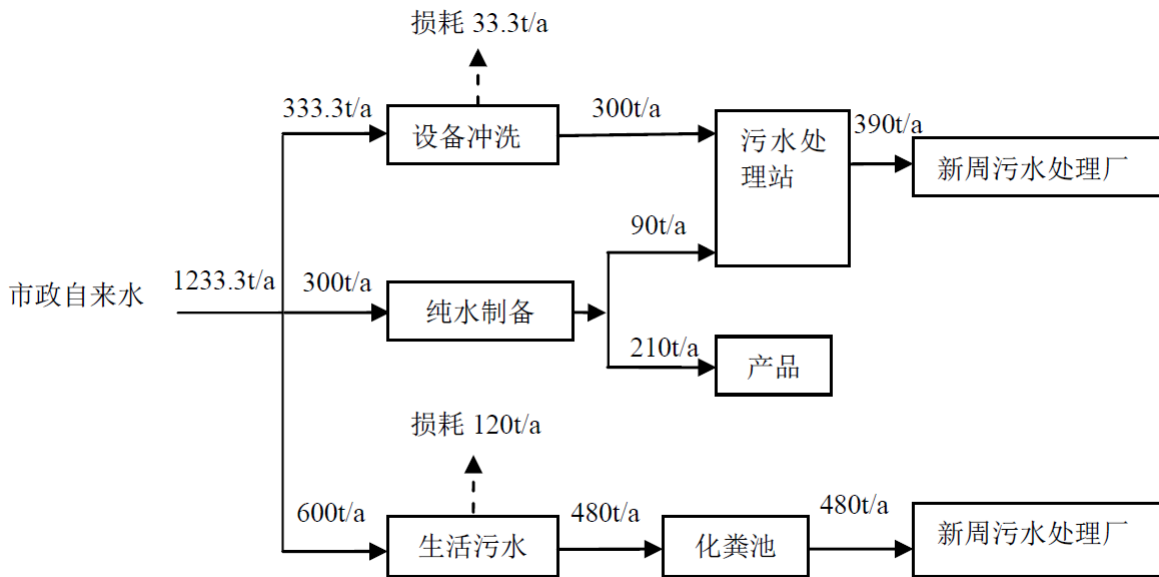 损耗 33.3t/a
333.3t/a
设备冲洗
300t/a
污水处
理站
390t/a
新周污水处理厂
90t/a
市政自来水
1233.3t/a
300t/a
纯水制备
210t/a
产品
损耗 120t/a
600t/a
生活污水
480t/a
化粪池
480t/a
新周污水处理厂